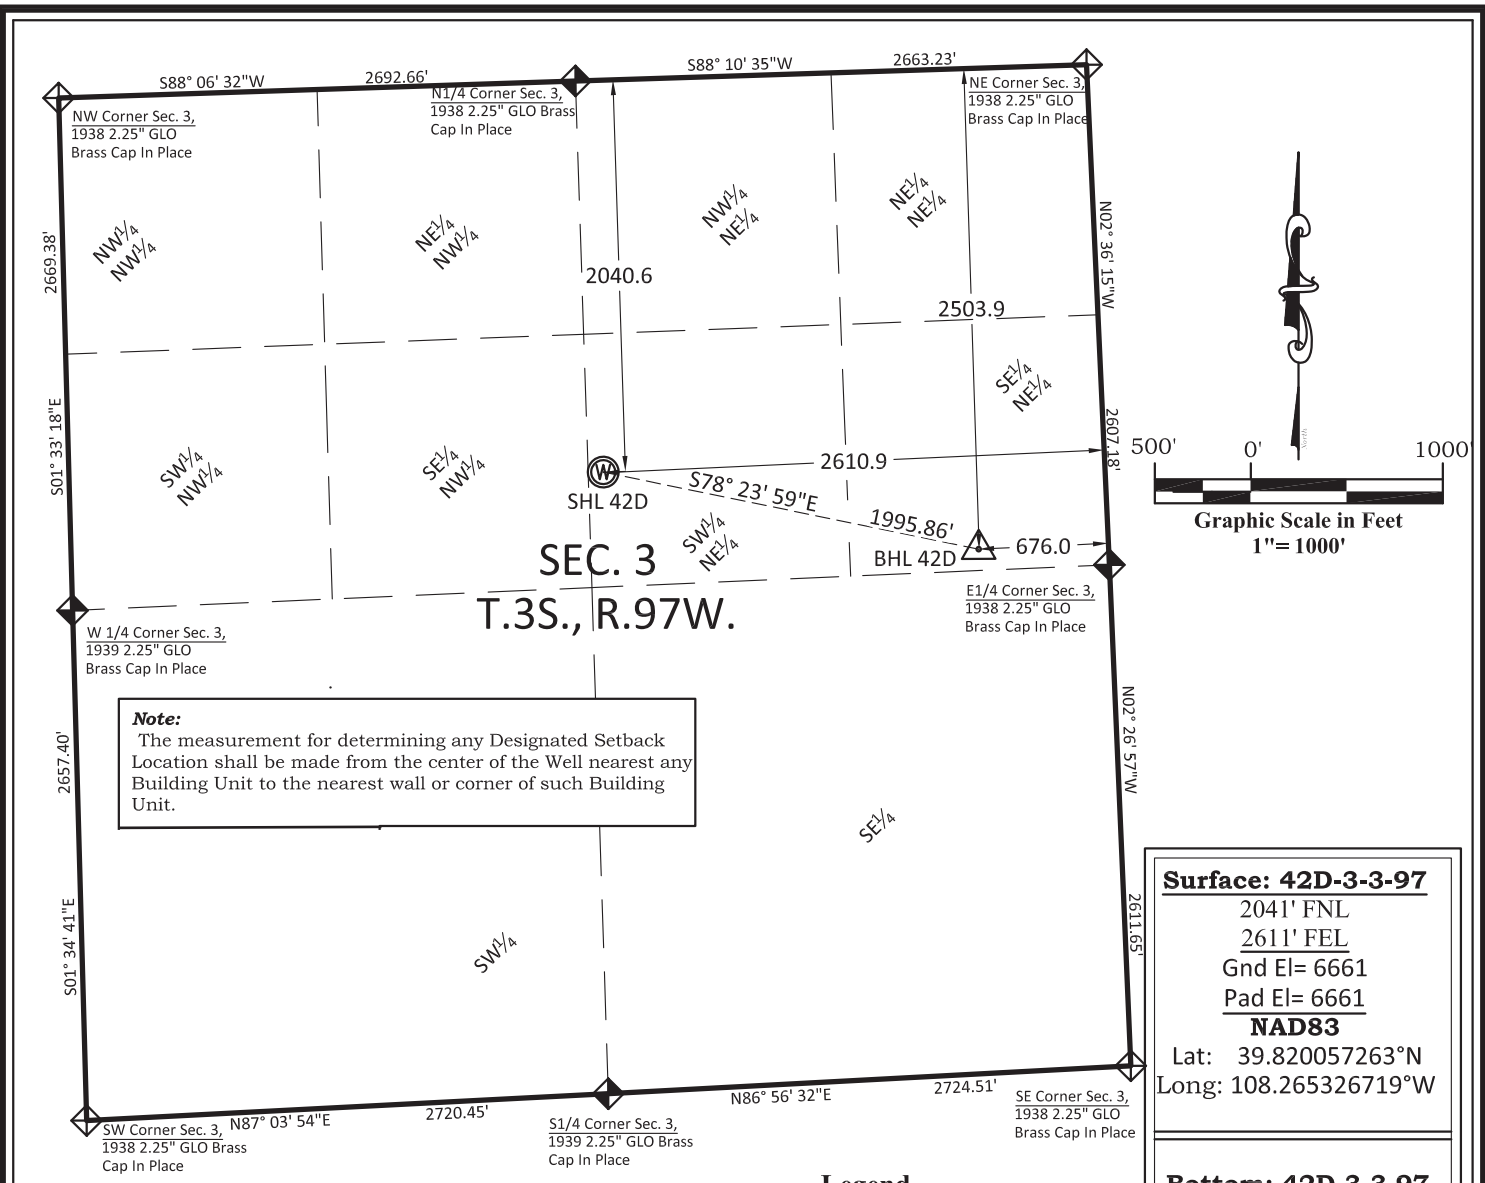 S88° 06' 32"W
2692.66'
S88° 10' 35"W
2663.23'
NW Corner Sec. 3,
1938 2.25" GLO
Brass Cap In Place
N1/4 Corner Sec. 3,
1938 2.25" GLO Brass
Cap In Place
NE Corner Sec. 3,
1938 2.25" GLO
Brass Cap In Place
NW¼
NW¼
NE¼
NW¼
NW¼
NE¼
NE¼
NE¼
2669.38'
S01° 33' 18"E
N02° 36' 15"W
2607.18'
2040.6
2503.9
SW¼
NW¼
SE¼
NW¼
SE¼
NE¼
2610.9
SHL 42D
S78° 23' 59"E
1995.86'
SW¼
NE¼
BHL 42D
676.0
SEC. 3
T.3S., R.97W.
W 1/4 Corner Sec. 3,
1939 2.25" GLO
Brass Cap In Place
E1/4 Corner Sec. 3,
1938 2.25" GLO
Brass Cap In Place
North
500' 0' 1000'
Graphic Scale in Feet
1"= 1000'
Note:
The measurement for determining any Designated Setback
Location shall be made from the center of the Well nearest any
Building Unit to the nearest wall or corner of such Building
Unit.
2657.40'
S01° 34' 41"E
N02° 26' 57"W
2611.65'
SE¼
SW¼
SW Corner Sec. 3,
1938 2.25" GLO Brass
Cap In Place
N87° 03' 54"E
2720.45'
S1/4 Corner Sec. 3,
1939 2.25" GLO Brass
Cap In Place
N86° 56' 32"E
2724.51'
SE Corner Sec. 3,
1938 2.25" GLO
Brass Cap In Place
Surface: 42D-3-3-97
2041' FNL
2611' FEL
Gnd El= 6661
Pad El= 6661
NAD83
Lat: 39.820057263°N
Long: 108.265326719°W
Legend
Bottom: 42D-3-3-97